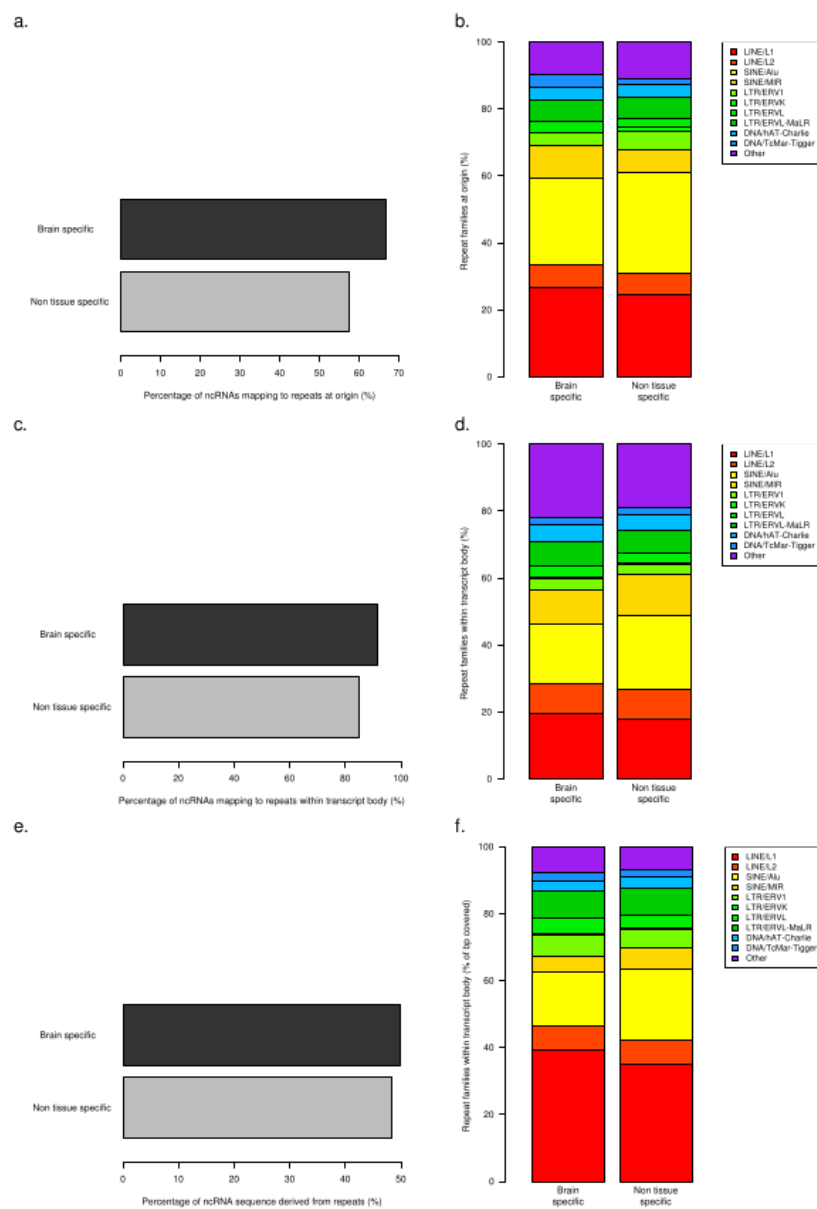 a.
Brain specific
Non tissue specific
0 10 20 30 40 50 60 70
Percentage of ncRNAs mapping to repeats at origin (%)
b.
Repeat families at origin (%)
100
80
60
40
20
0
Brain
specific
Non tissue
specific
LINE/L1
LINE/L2
SINE/Alu
SINE/MIR
LTR/ERV1
LTR/ERVK
LTR/ERVL
LTR/ERVL-MaLR
DNA/hAT-Charlie
DNA/TcMar-Tigger
Other
c.
Brain specific
Non tissue specific
0 20 40 60 80 100
Percentage of ncRNAs mapping to repeats within transcript body (%)
d.
Repeat families within transcript body (%)
100
80
60
40
20
0
Brain
specific
Non tissue
specific
LINE/L1
LINE/L2
SINE/Alu
SINE/MIR
LTR/ERV1
LTR/ERVK
LTR/ERVL
LTR/ERVL-MaLR
DNA/hAT-Charlie
DNA/TcMar-Tigger
Other
e.
Brain specific
Non tissue specific
0 10 20 30 40 50
Percentage of ncRNA sequence derived from repeats (%)
f.
Repeat families within transcript body (% of bp covered)
100
80
60
40
20
0
Brain
specific
Non tissue
specific
LINE/L1
LINE/L2
SINE/Alu
SINE/MIR
LTR/ERV1
LTR/ERVK
LTR/ERVL
LTR/ERVL-MaLR
DNA/hAT-Charlie
DNA/TcMar-Tigger
Other